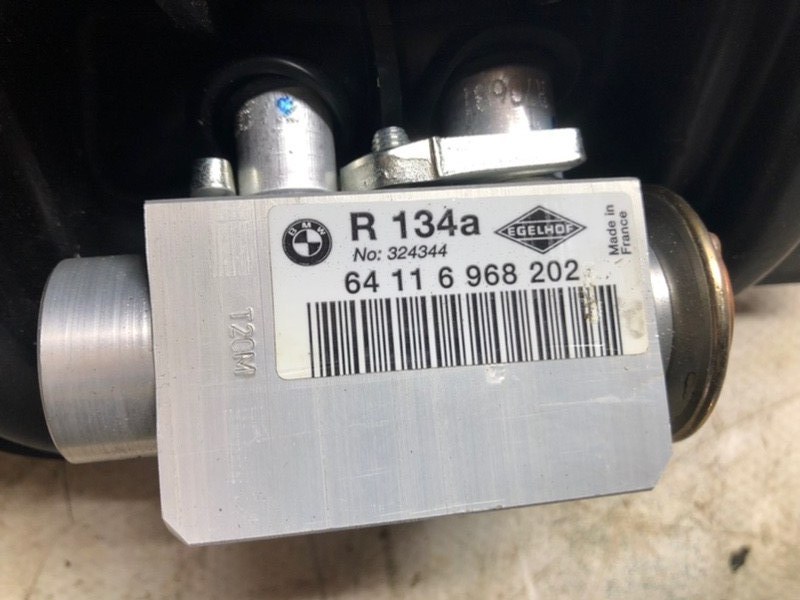 BMW
R 134a
EGELHOF
No: 324344
64 11 6 968 202
Made in
France
T20M